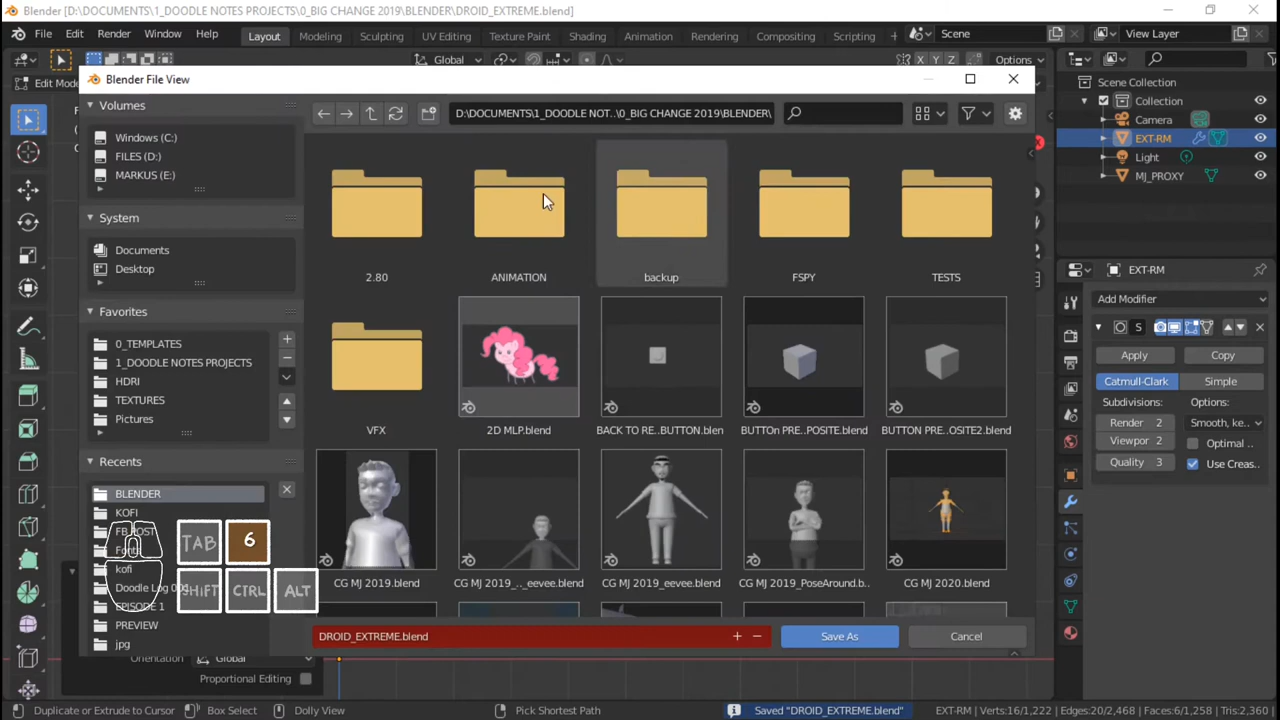 Blender [D:\DOCUMENTS\1_DOODLE NOTES PROJECTS\0_BIG CHANGE 2019\BLENDER\DROID_EXTREME.blend]
File Edit Render Window Help Layout Modeling Sculpting UV Editing Texture Paint Shading Animation Rendering Compositing Scripting Scene View Layer
Global X Y Z Options
Edit Mode
Blender File View
Volumes
Windows (C:)
FILES (D:)
MARKUS (E:)
System
Documents
Desktop
Favorites
0_TEMPLATES
1_DOODLE NOTES PROJECTS
HDRI
TEXTURES
Pictures
Recents
BLENDER
KOFI
FB POST
Fonts
kofi
Doodle Log 00
EPISODE 1
PREVIEW
jpg
TAB 6
SHIFT CTRL ALT
D:\DOCUMENTS\1_DOODLE NOT..\0_BIG CHANGE 2019\BLENDER\
2.80 ANIMATION backup FSPY TESTS
VFX 2D MLP.blend BACK TO RE..BUTTON.blen BUTTOn PRE..POSITE.blend BUTTON PRE..OSITE2.blend
CG MJ 2019.blend CG MJ 2019_.._eevee.blend CG MJ 2019_eevee.blend CG MJ 2019_PoseAround.b.. CG MJ 2020.blend
DROID_EXTREME.blend + − Save As Cancel
Orientation Global
Proportional Editing
Scene Collection
Collection
Camera
EXT-RM
Light
MJ_PROXY
EXT-RM
Add Modifier
S
Apply Copy
Catmull-Clark Simple
Subdivisions: Options:
Render 2 Smooth, ke..
Viewpor 2 Optimal ..
Quality 3 Use Creas..
Duplicate or Extrude to Cursor Box Select Dolly View Pick Shortest Path Saved "DROID_EXTREME.blend" EXT-RM | Verts:16/1,222 | Edges:20/2,468 | Faces:6/1,258 | Tris:2,360